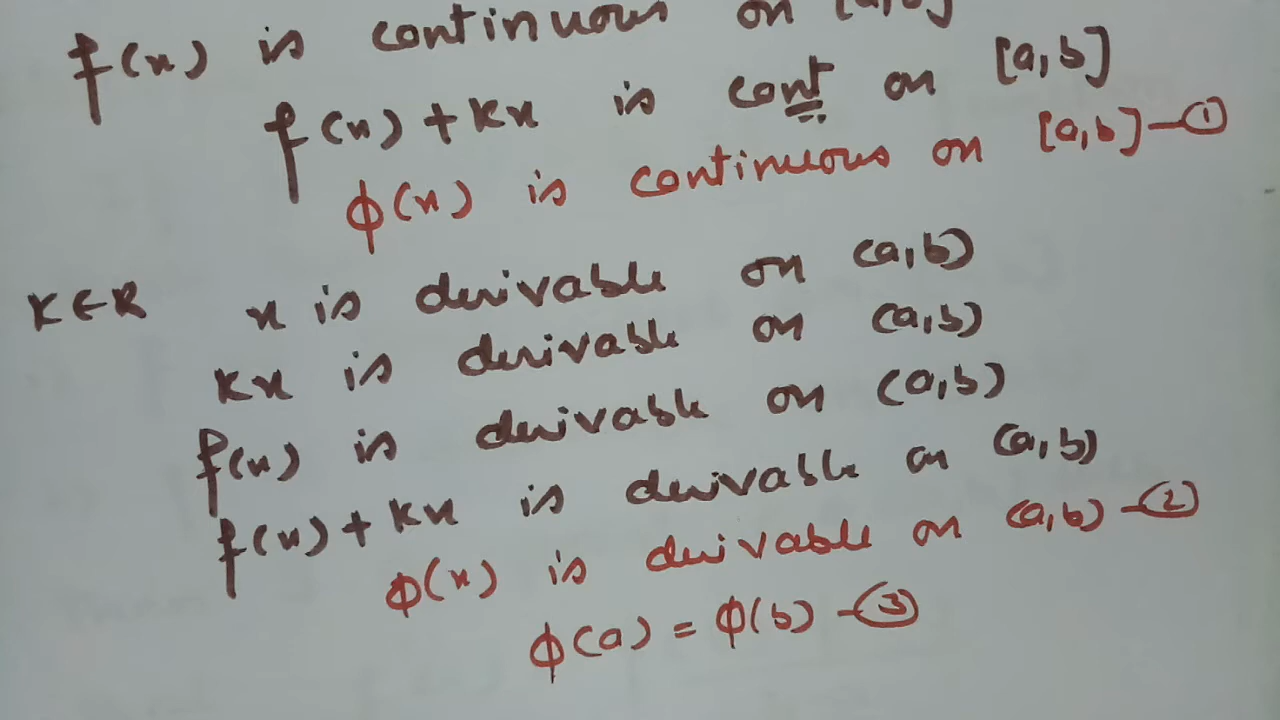 f(x) is continuous on [a,b]
f(x) + kx is cont on [a,b]
ϕ(x) is continuous on [a,b] — ①
K∈R x is derivable on (a,b)
kx is derivable on (a,b)
f(x) is derivable on (a,b)
f(x) + kx is derivable on (a,b)
ϕ(x) is derivable on (a,b) — ②
ϕ(a) = ϕ(b) — ③